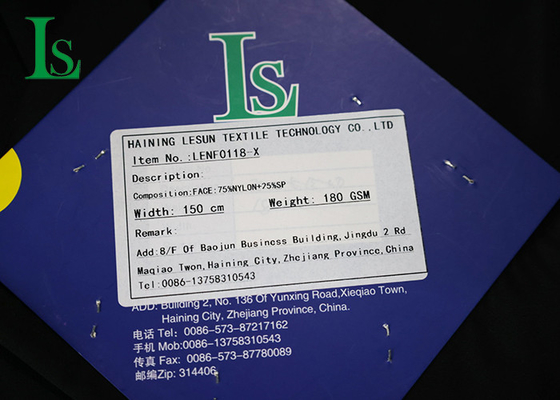 LS
LS
HAINING LESUN TEXTILE TECHNOLOGY CO.,LTD
Item No.:LENF0118-X
Description:
Composition:FACE:75%NYLON+25%SP
Width: 150 cm Weight: 180 GSM
Remark:
Add:8/F Of Baojun Business Building,Jingdu 2 Rd
Maqiao Twon,Haining City,Zhejiang Province,China
Tel:0086-13758310543
ADD: Building 2, No. 136 Of Yunxing Road,Xieqiao Town,
Haining City, Zhejiang Province, China.
电话 Tel: 0086-573-87217162
手机 Mob:0086-13758310543
传真 Fax: 0086-573-87780089
邮编Zip: 314406